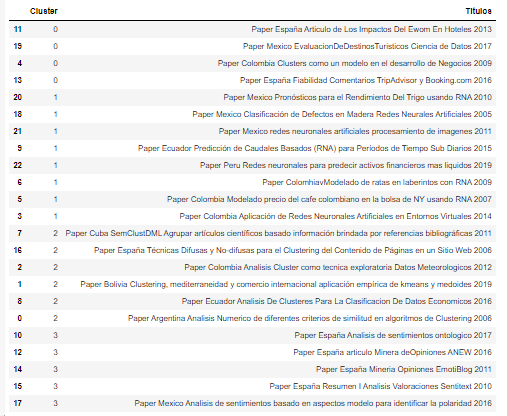 Cluster Titulos
11 0 Paper España Articulo de Los Impactos Del Ewom En Hoteles 2013
19 0 Paper Mexico EvaluacionDeDestinosTuristicos Ciencia de Datos 2017
4 0 Paper Colombia Clusters como un modelo en el desarrollo de Negocios 2009
13 0 Paper España Fiabilidad Comentarios TripAdvisor y Booking.com 2016
20 1 Paper Mexico Pronósticos para el Rendimiento Del Trigo usando RNA 2010
18 1 Paper Mexico Clasificación de Defectos en Madera Redes Neurales Artificiales 2005
21 1 Paper Mexico redes neuronales artificiales procesamiento de imagenes 2011
9 1 Paper Ecuador Predicción de Caudales Basados (RNA) para Períodos de Tiempo Sub Diarios 2015
22 1 Paper Peru Redes neuronales para predecir activos financieros mas liquidos 2019
6 1 Paper ColomhiavModelado de ratas en laberintos con RNA 2009
5 1 Paper Colombia Modelado precio del cafe colombiano en la bolsa de NY usando RNA 2007
3 1 Paper Colombia Aplicación de Redes Neuronales Artificiales en Entornos Virtuales 2014
7 2 Paper Cuba SemClustDML Agrupar artículos científicos basado información brindada por referencias bibliográficas 2011
16 2 Paper España Técnicas Difusas y No-difusas para el Clustering del Contenido de Páginas en un Sitio Web 2006
2 2 Paper Colombia Analisis Cluster como tecnica exploratoria Datos Meteorologicos 2012
1 2 Paper Bolivia Clustering, mediterraneidad y comercio internacional aplicación empírica de kmeans y medoides 2019
8 2 Paper Ecuador Analisis De Clusteres Para La Clasificacion De Datos Economicos 2016
0 2 Paper Argentina Analisis Numerico de diferentes criterios de similitud en algoritmos de Clustering 2006
10 3 Paper España Analisis de sentimientos ontologico 2017
12 3 Paper España articulo Minera deOpiniones ANEW 2016
14 3 Paper España Mineria Opiniones EmotiBlog 2011
15 3 Paper España Resumen I Analisis Valoraciones Sentitext 2010
17 3 Paper Mexico Analisis de sentimientos basado en aspectos modelo para identificar la polaridad 2016